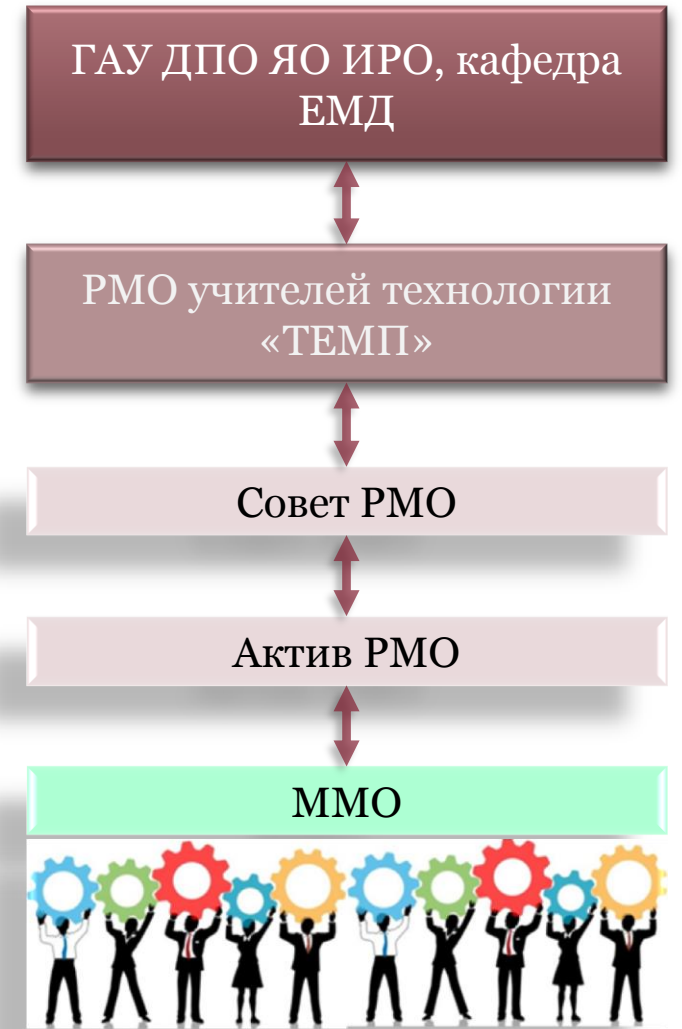 ГАУ ДПО ЯО ИРО, кафедра
ЕМД
РМО учителей технологии
«ТЕМП»
Совет РМО
Актив РМО
ММО